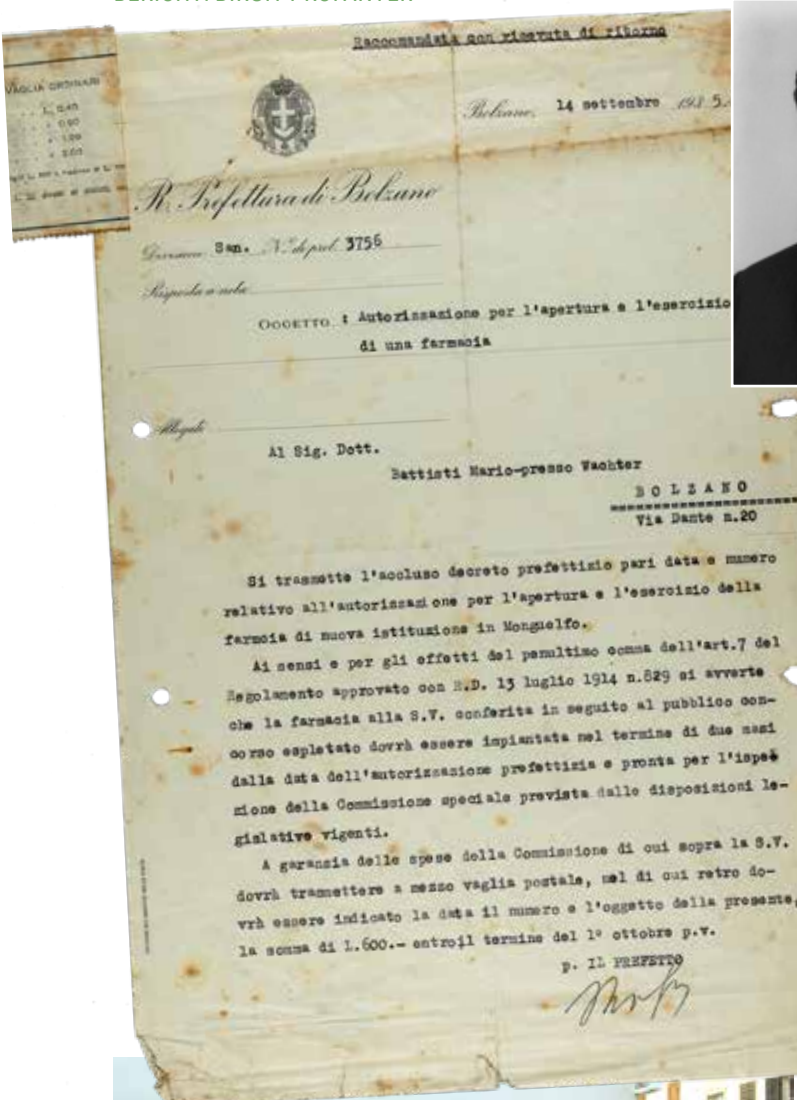 Raccomandata con ricevuta di ritorno
VAGLIA ORDINARI
L. 0.40
Bolzano, 14 settembre 193 5.
R. Prefettura di Bolzano
Divisione San. N.° di prot. 3756
Risposta a nota
OGGETTO : Autorizzazione per l'apertura e l'esercizio
di una farmacia
Allegati
Al Sig. Dott.
Battisti Mario-presso Wachter
BOLZANO
Via Dante n.20
Si trasmette l'accluso decreto prefettizio pari data e numero
relativo all'autorizzazione per l'apertura e l'esercizio della
farmcia di nuova istituzione in Monguelfo.
Ai sensi e per gli effetti del penultimo comma dell'art.7 del
Regolamento approvato con R.D. 13 luglio 1914 n.829 si avverte
che la farmacia alla S.V. conferita in seguito al pubblico con-
corso espletato dovrà essere impiantata nel termine di due mesi
dalla data dell'autorizzazione prefettizia e pronta per l'ispe
zione della Commissione speciale prevista dalle disposizioni le-
gislative vigenti.
A garanzia delle spese della Commissione di cui sopra la S.V.
dovrà trasmettere a mezzo vaglia postale, nel di cui retro do-
vrà essere indicato la data il numero e l'oggetto della presente,
la somma di L.600.- entroil termine del 1° ottobre p.v.
p. IL PREFETTO